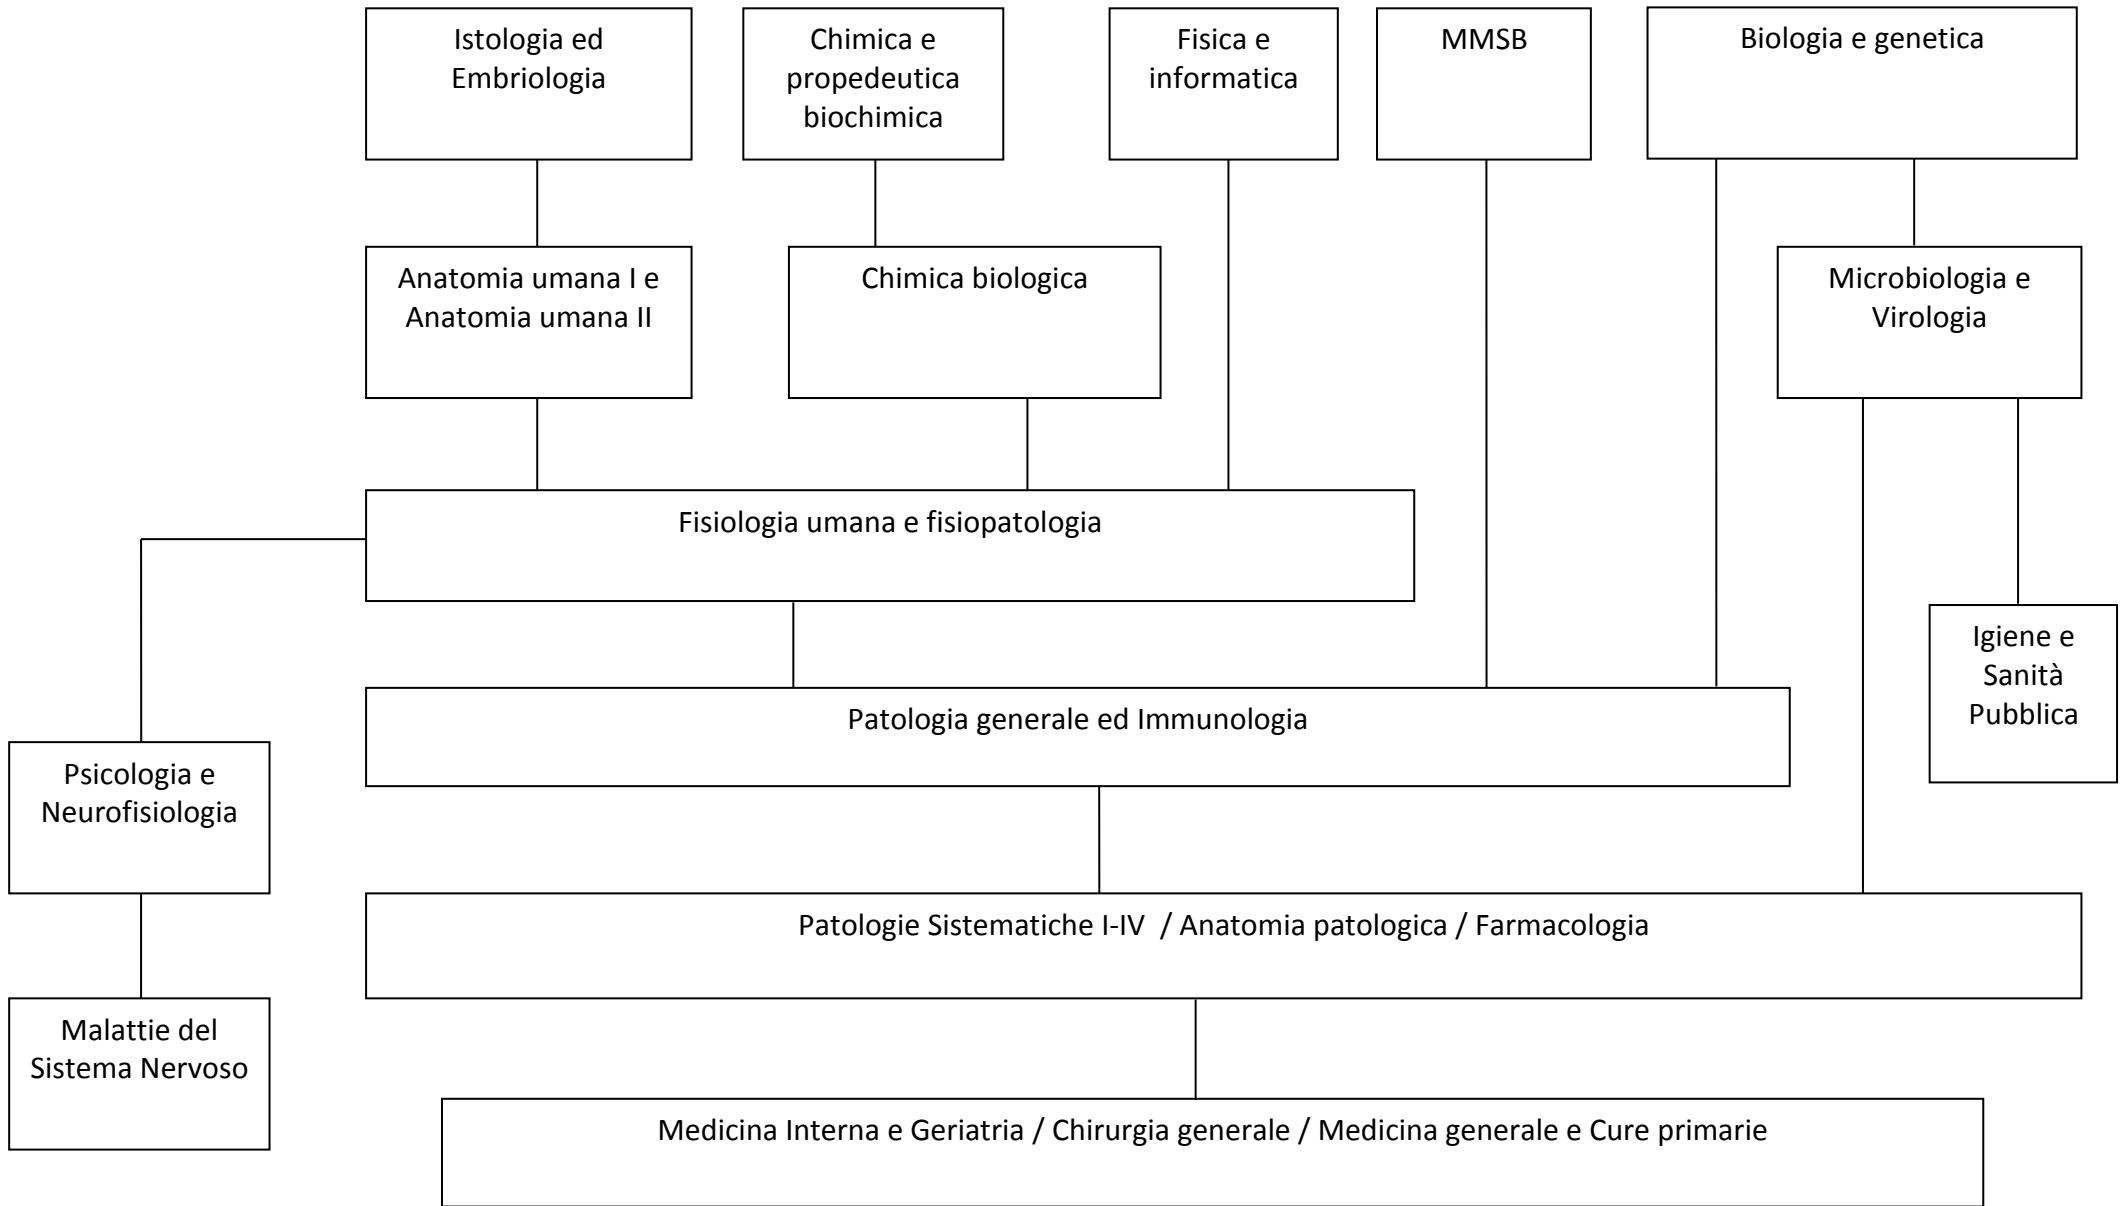 Istologia ed
Embriologia
Chimica e
propedeutica
biochimica
Fisica e
informatica
MMSB
Biologia e genetica
Anatomia umana I e
Anatomia umana II
Chimica biologica
Microbiologia e
Virologia
Fisiologia umana e fisiopatologia
Igiene e
Sanità
Pubblica
Patologia generale ed Immunologia
Psicologia e
Neurofisiologia
Patologie Sistematiche I-IV / Anatomia patologica / Farmacologia
Malattie del
Sistema Nervoso
Medicina Interna e Geriatria / Chirurgia generale / Medicina generale e Cure primarie